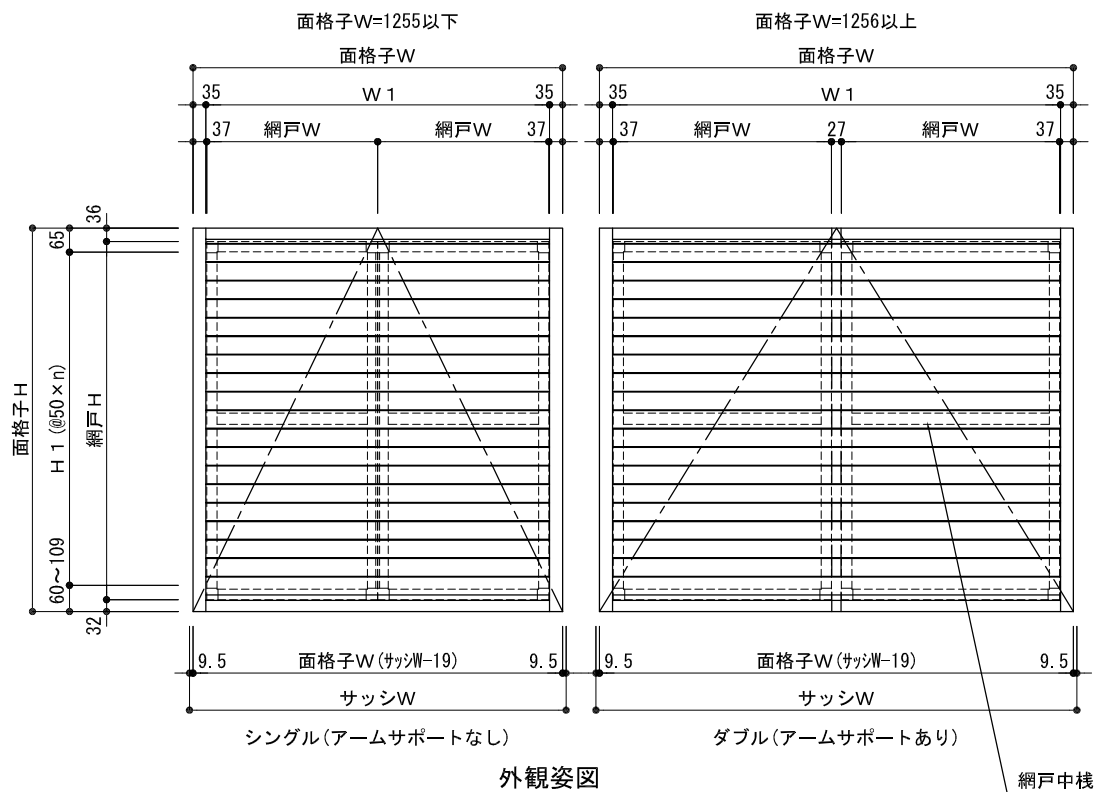 面格子W=1255以下
面格子W=1256以上
面格子W
面格子W
35 W1 35
35 W1 35
37 網戸W 網戸W 37
37 網戸W 27 網戸W 37
36
65
面格子H
H1(@50×n)
網戸H
60～109
32
9.5 面格子W(サッシW-19) 9.5
9.5 面格子W(サッシW-19) 9.5
サッシW
サッシW
シングル(アームサポートなし)
ダブル(アームサポートあり)
外観姿図
網戸中桟